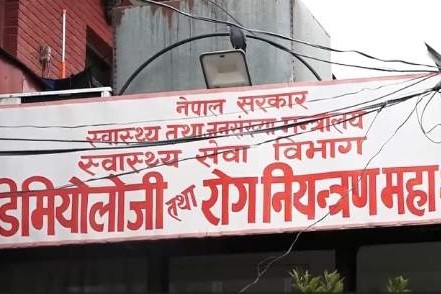 नेपाल सरकार
स्वास्थ्य तथा जनसंख्या मन्त्रालय
स्वास्थ्य सेवा विभाग
डिमियोलोजी तथा रोग नियन्त्रण महा